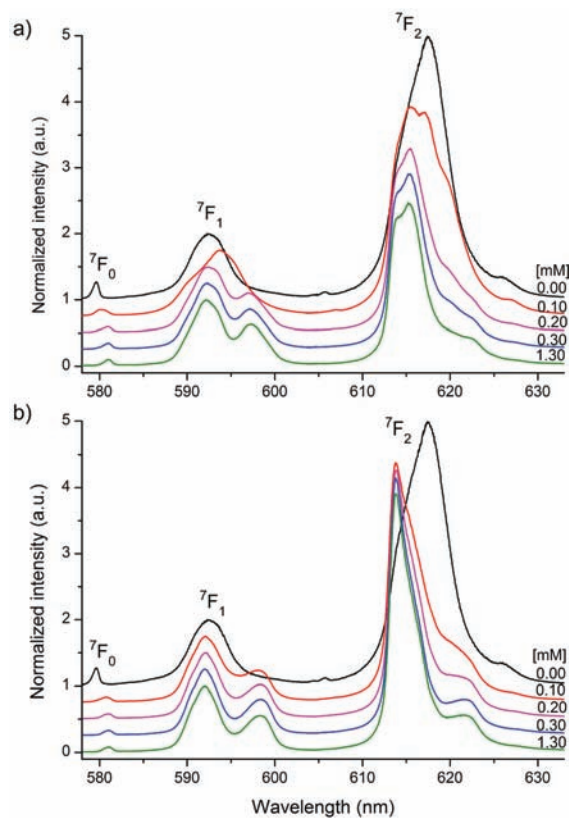 a)
Normalized intensity (a.u.)
5
4
3
2
1
0
⁷F₀
⁷F₁
⁷F₂
[mM]
0.00
0.10
0.20
0.30
1.30
580 590 600 610 620 630
b)
Normalized intensity (a.u.)
5
4
3
2
1
0
⁷F₀
⁷F₁
⁷F₂
[mM]
0.00
0.10
0.20
0.30
1.30
580 590 600 610 620 630
Wavelength (nm)